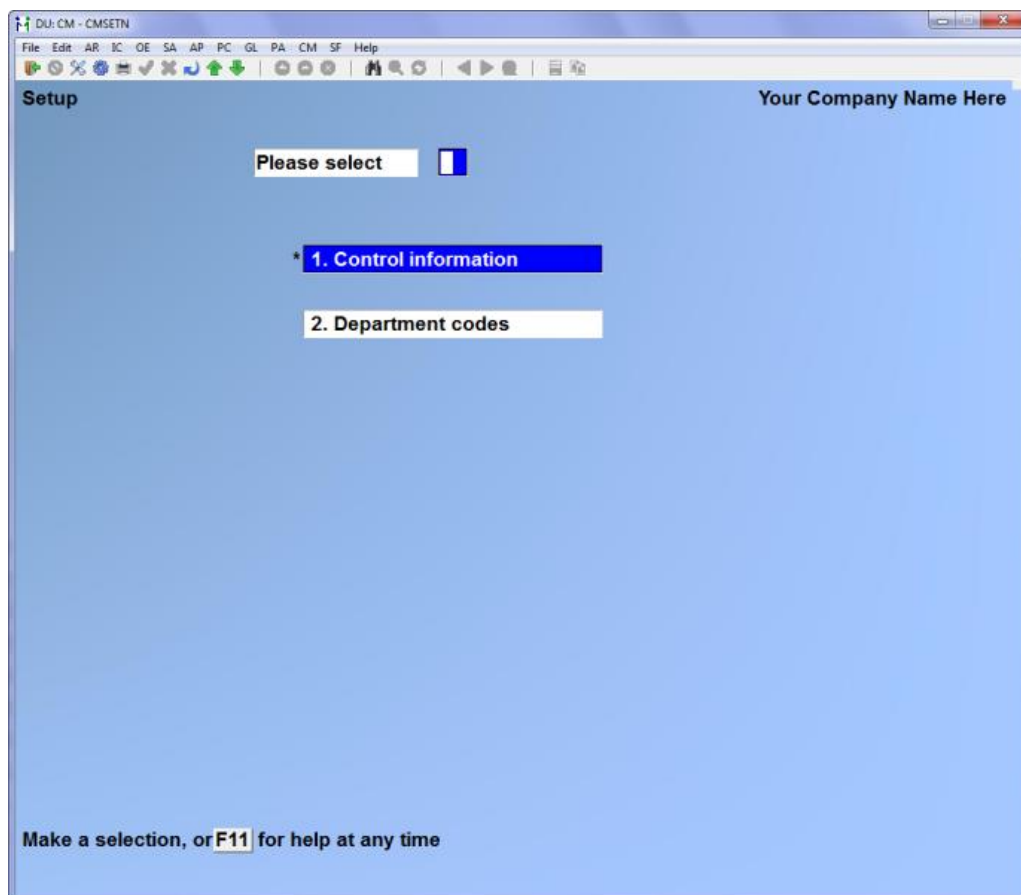 DU: CM - CMSETN
File Edit AR IC OE SA AP PC GL PA CM SF Help
Setup Your Company Name Here
Please select
* 1. Control information
2. Department codes
Make a selection, or F11 for help at any time